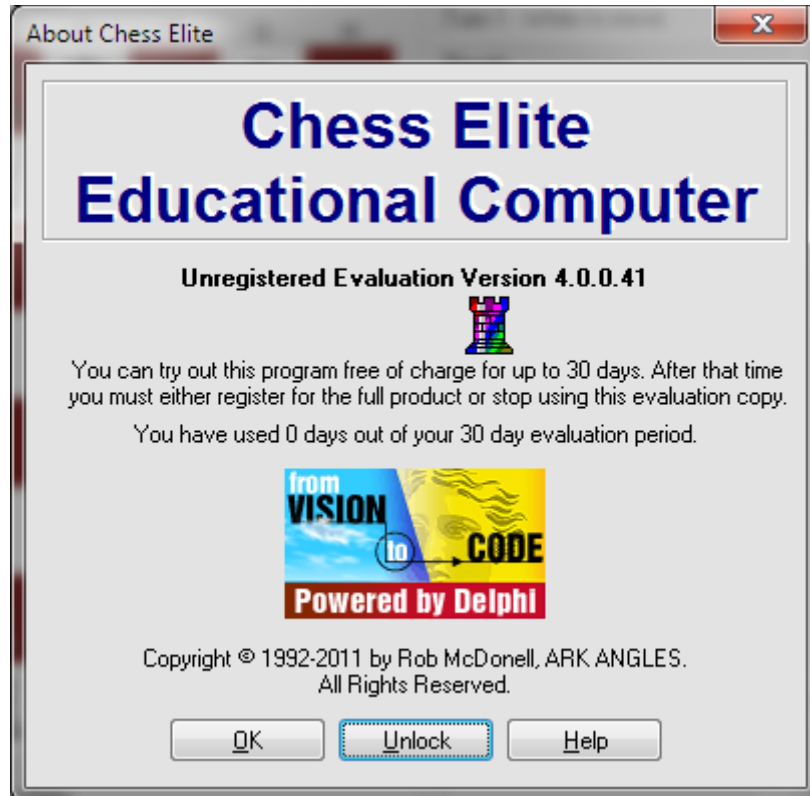 About Chess Elite
Chess Elite
Educational Computer
Unregistered Evaluation Version 4.0.0.41
You can try out this program free of charge for up to 30 days. After that time
you must either register for the full product or stop using this evaluation copy.
You have used 0 days out of your 30 day evaluation period.
from
VISION
to
CODE
Powered by Delphi
Copyright © 1992-2011 by Rob McDonell, ARK ANGLES.
All Rights Reserved.
OK Unlock Help